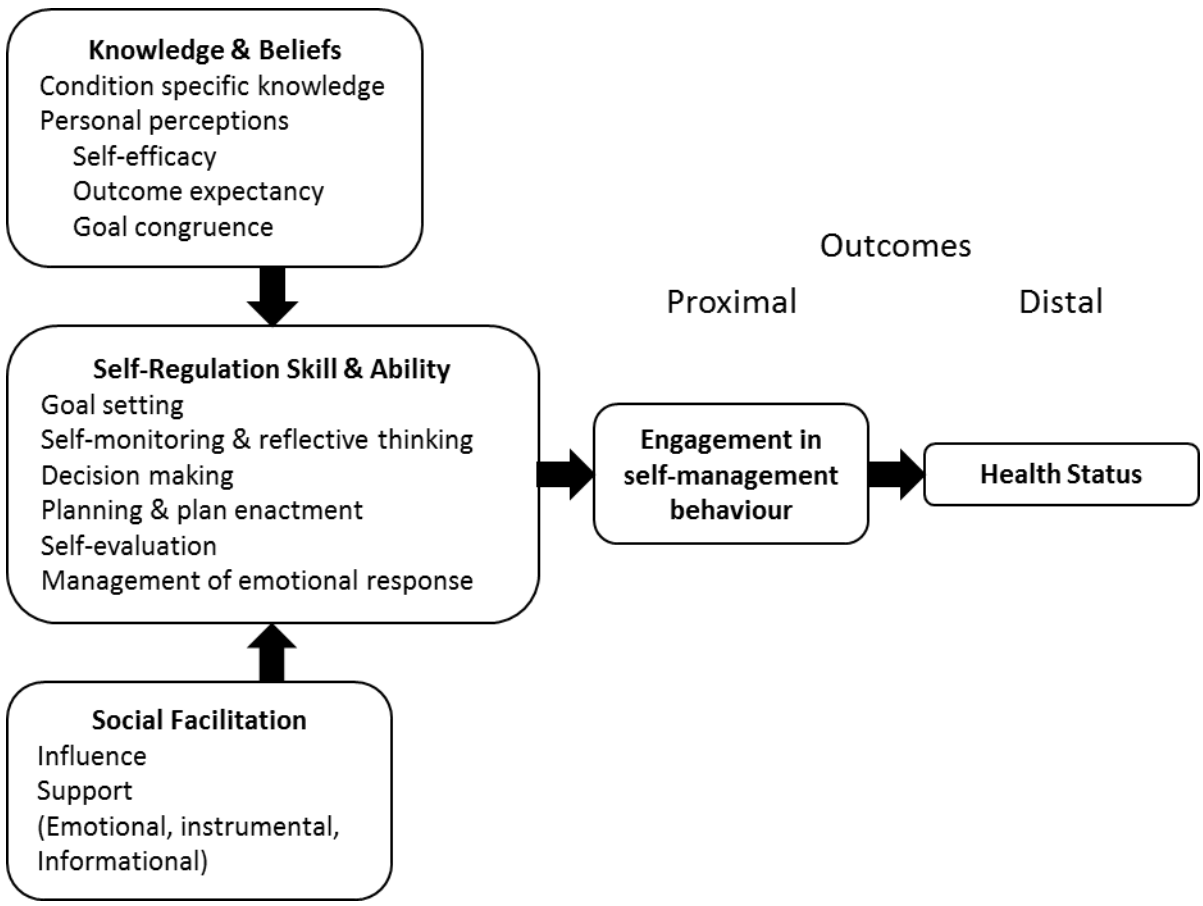 Knowledge & Beliefs
Condition specific knowledge
Personal perceptions
Self-efficacy
Outcome expectancy
Goal congruence
Outcomes
Proximal
Distal
Self-Regulation Skill & Ability
Goal setting
Self-monitoring & reflective thinking
Decision making
Planning & plan enactment
Self-evaluation
Management of emotional response
Engagement in
self-management
behaviour
Health Status
Social Facilitation
Influence
Support
(Emotional, instrumental,
Informational)